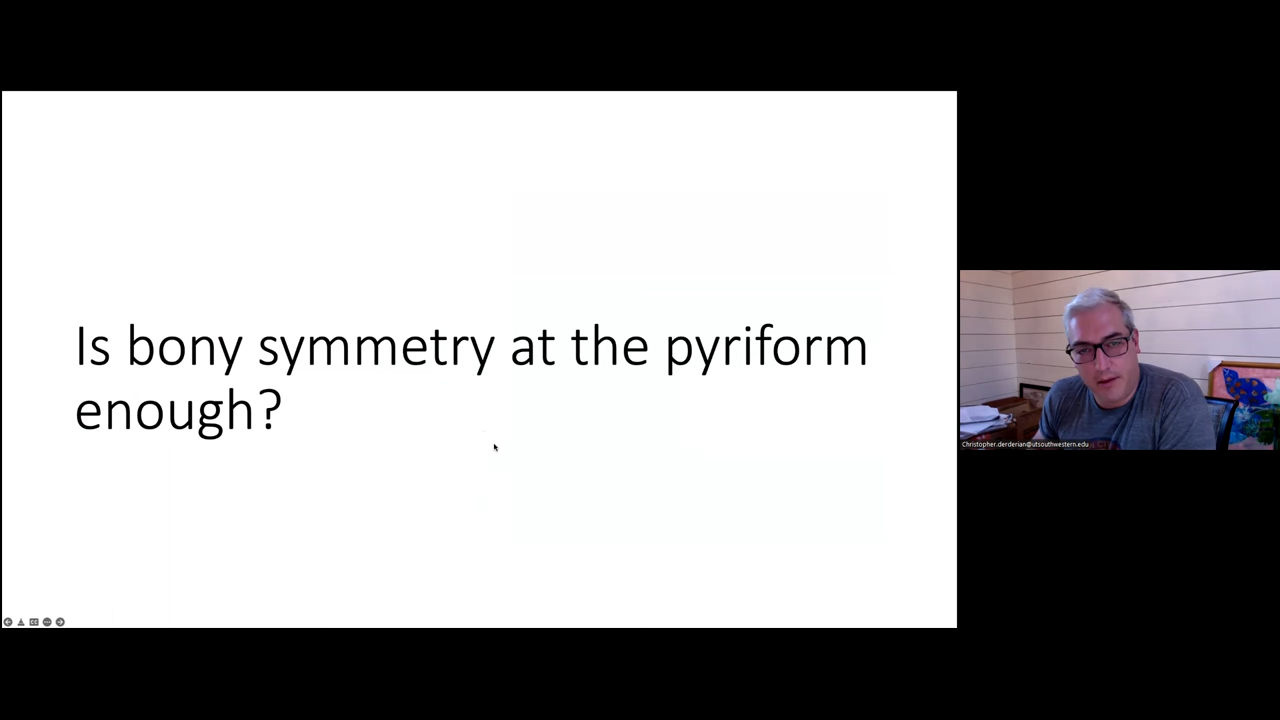 Is bony symmetry at the pyriform
enough?
Christopher.derderian@utsouthwestern.edu